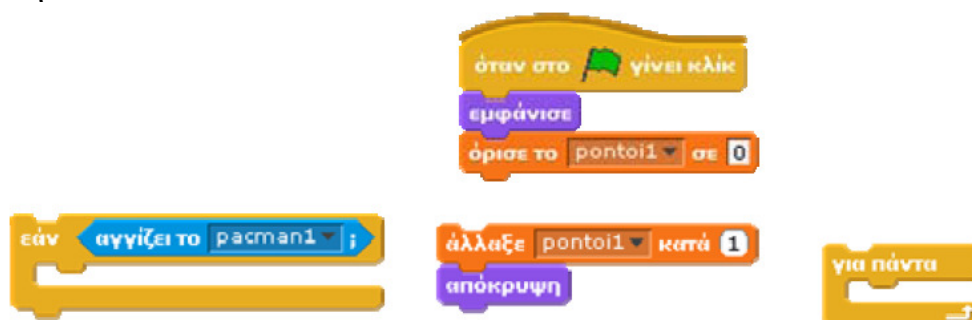 όταν στο γίνει κλίκ
εμφάνισε
όρισε το pontoi1 σε 0
εάν αγγίζει το pacman1 ;
άλλαξε pontoi1 κατά 1
απόκρυψη
για πάντα